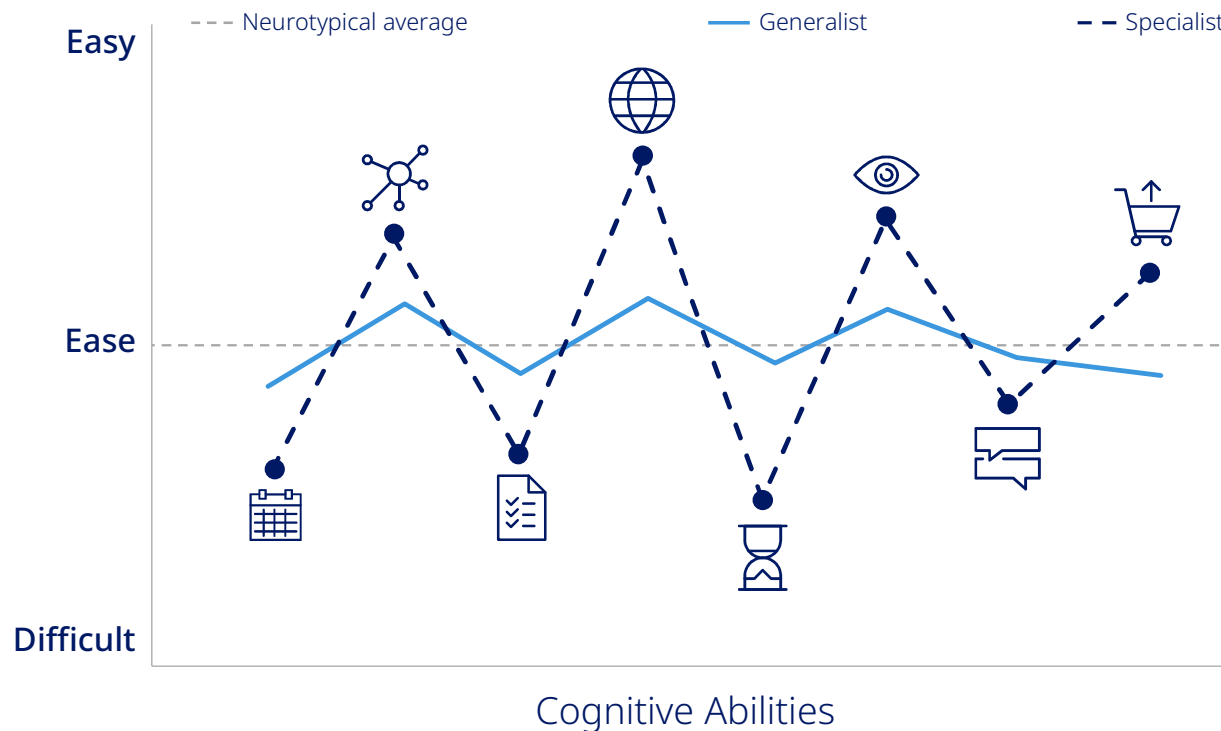 Neurotypical average
Generalist
Specialist
Easy
Ease
Difficult
Cognitive Abilities